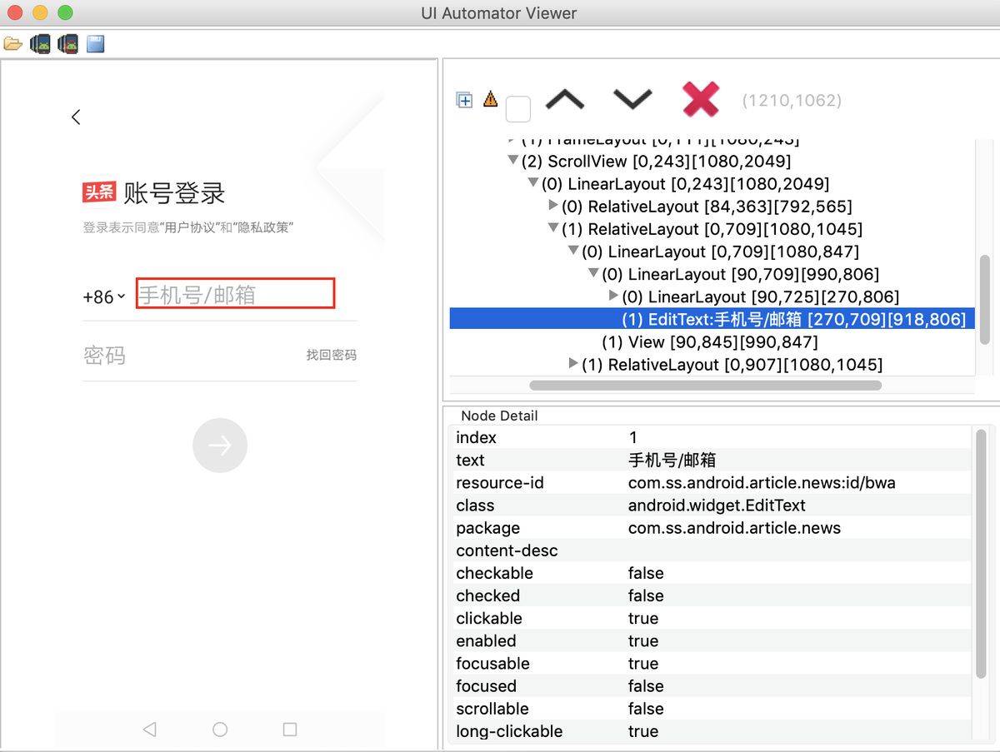 UI Automator Viewer
头条 账号登录
登录表示同意“用户协议”和“隐私政策”
+86 手机号/邮箱
密码 找回密码
(1210,1062)
(1) FrameLayout [0,111][1080,243]
(2) ScrollView [0,243][1080,2049]
(0) LinearLayout [0,243][1080,2049]
(0) RelativeLayout [84,363][792,565]
(1) RelativeLayout [0,709][1080,1045]
(0) LinearLayout [0,709][1080,847]
(0) LinearLayout [90,709][990,806]
(0) LinearLayout [90,725][270,806]
(1) EditText:手机号/邮箱 [270,709][918,806]
(1) View [90,845][990,847]
(1) RelativeLayout [0,907][1080,1045]
Node Detail
index 1
text 手机号/邮箱
resource-id com.ss.android.article.news:id/bwa
class android.widget.EditText
package com.ss.android.article.news
content-desc
checkable false
checked false
clickable true
enabled true
focusable true
focused false
scrollable false
long-clickable true